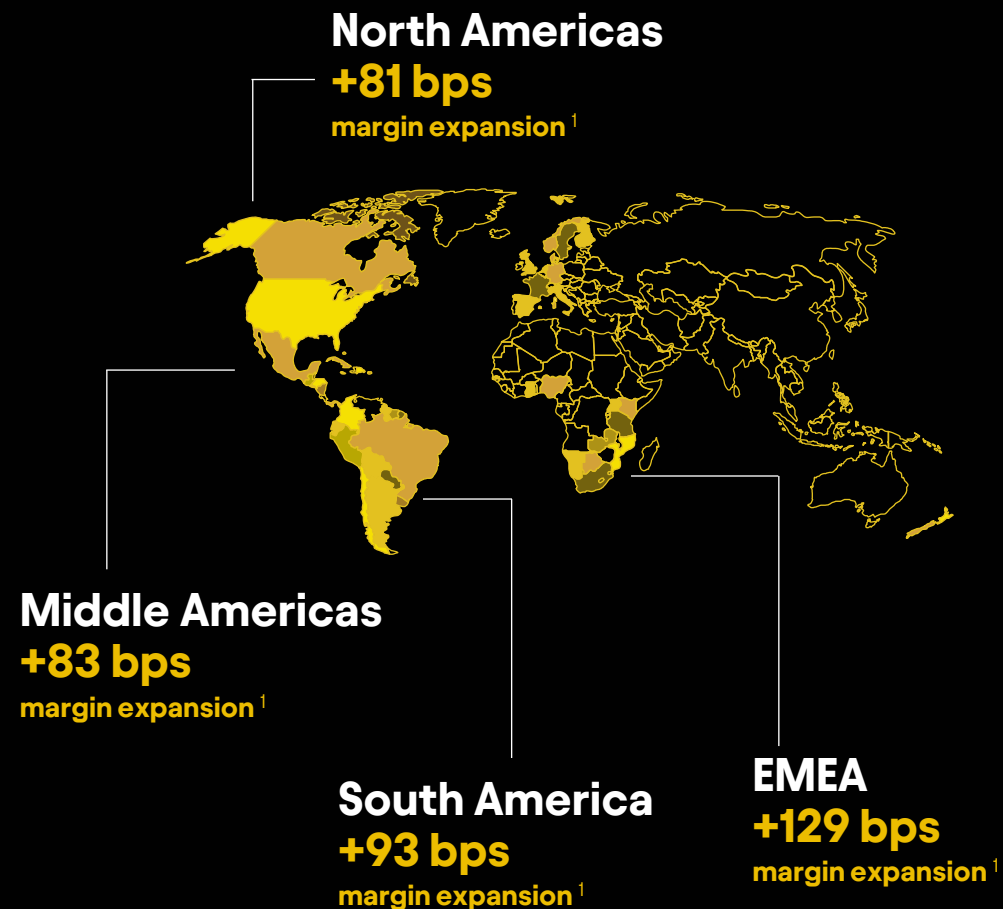 North Americas
+81 bps
margin expansion 1
Middle Americas
+83 bps
margin expansion 1
South America
+93 bps
margin expansion 1
EMEA
+129 bps
margin expansion 1